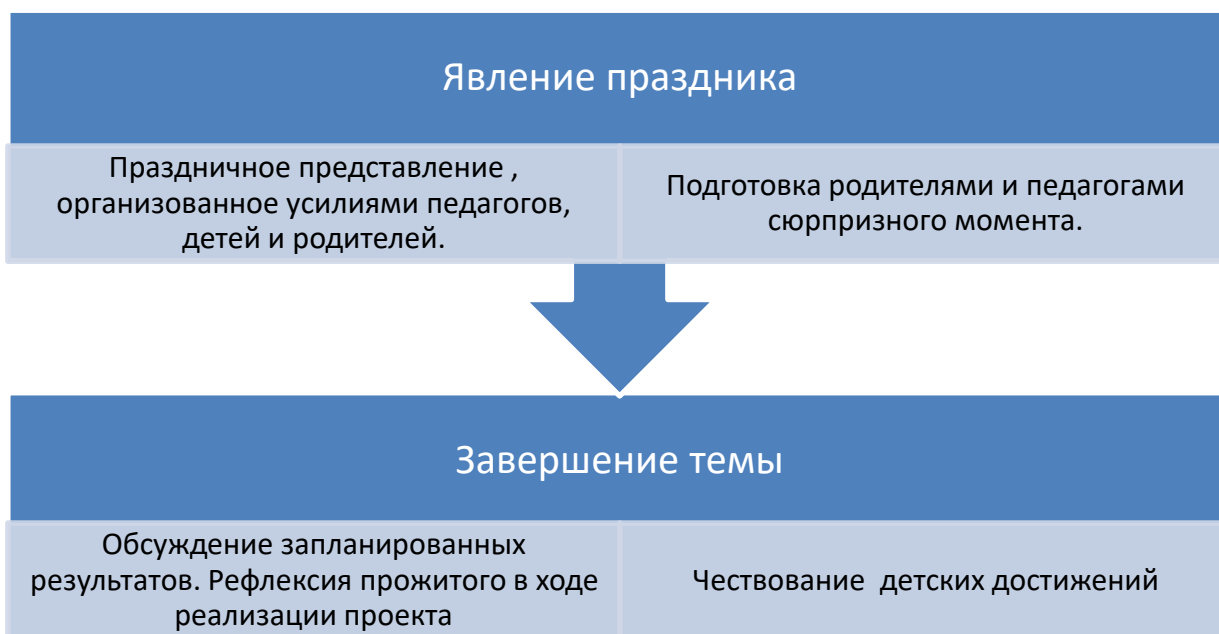 Явление праздника
Праздничное представление ,
организованное усилиями педагогов,
детей и родителей.
Подготовка родителями и педагогами
сюрпризного момента.
Завершение темы
Обсуждение запланированных
результатов. Рефлексия прожитого в ходе
реализации проекта
Чествование  детских достижений